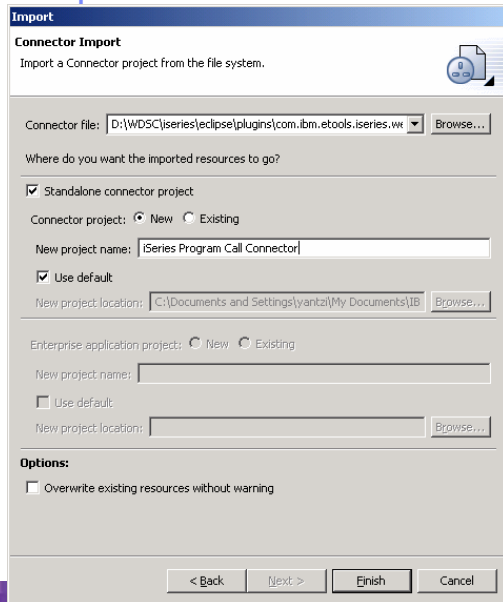 Import
Connector Import
Import a Connector project from the file system.
Connector file: D:\WDSC\iseries\eclipse\plugins\com.ibm.etools.iseries.we Browse...
Where do you want the imported resources to go?
Standalone connector project
Connector project: New Existing
New project name: iSeries Program Call Connector
Use default
New project location: C:\Documents and Settings\yantzi\My Documents\IB Browse...
Enterprise application project: New Existing
New project name:
Use default
New project location: Browse...
Options:
Overwrite existing resources without warning
< Back Next > Finish Cancel